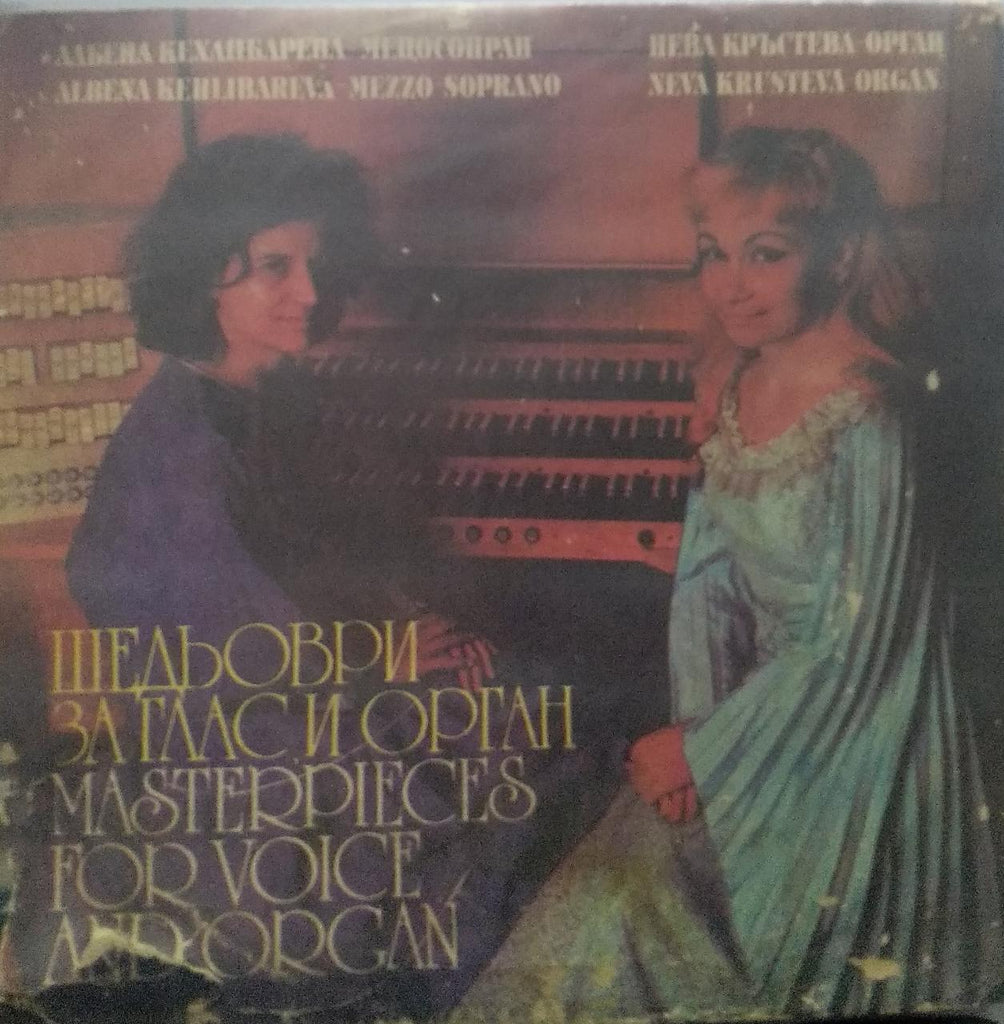 АЛБЕНА КЕХЛИБАРЕВА МЕЦОСОПРАН
ALBENA KEHLIBAREVA MEZZO SOPRANO
НЕВА КРЪСТЕВА ОРГАН
NEVA KRUSTEVA ORGAN
ШЕДЬОВРИ
ЗА ГЛАС И ОРГАН
MASTERPIECES
FOR VOICE
AND ORGAN